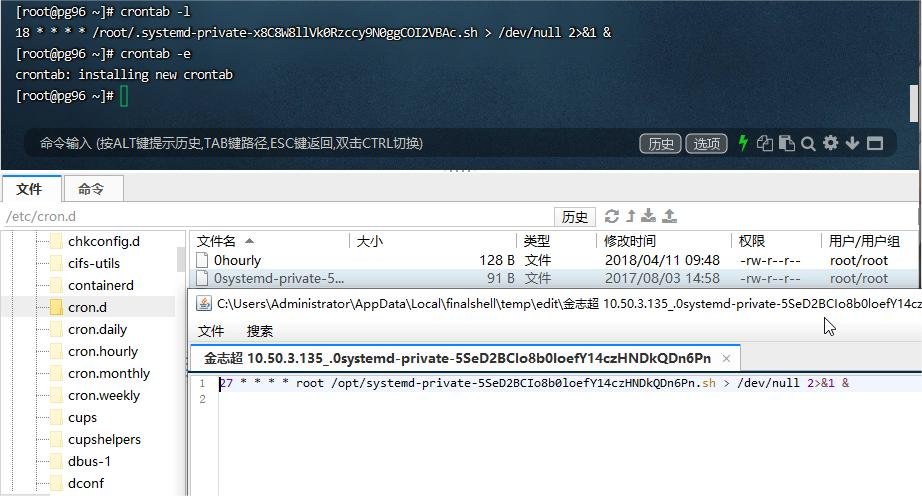 [root@pg96 ~]# crontab -l
18 * * * * /root/.systemd-private-x8C8W8llVk0Rzccy9N0ggCOI2VBAc.sh > /dev/null 2>&1 &
[root@pg96 ~]# crontab -e
crontab: installing new crontab
[root@pg96 ~]#
命令输入 (按ALT键提示历史,TAB键路径,ESC键返回,双击CTRL切换)
历史 选项
文件 命令
/etc/cron.d 历史
文件名 大小 类型 修改时间 权限 用户/用户组
chkconfig.d
cifs-utils
containerd
cron.d
cron.daily
cron.hourly
cron.monthly
cron.weekly
cups
cupshelpers
dbus-1
dconf
0hourly 128 B 文件 2018/04/11 09:48 -rw-r--r-- root/root
0systemd-private-5... 91 B 文件 2017/08/03 14:58 -rw-r--r-- root/root
C:\Users\Administrator\AppData\Local\finalshell\temp\edit\金志超 10.50.3.135_.0systemd-private-5SeD2BCIo8b0loefY14cz
文件 搜索
金志超 10.50.3.135_.0systemd-private-5SeD2BCIo8b0loefY14czHNDkQDn6Pn
1 27 * * * * root /opt/systemd-private-5SeD2BCIo8b0loefY14czHNDkQDn6Pn.sh > /dev/null 2>&1 &
2